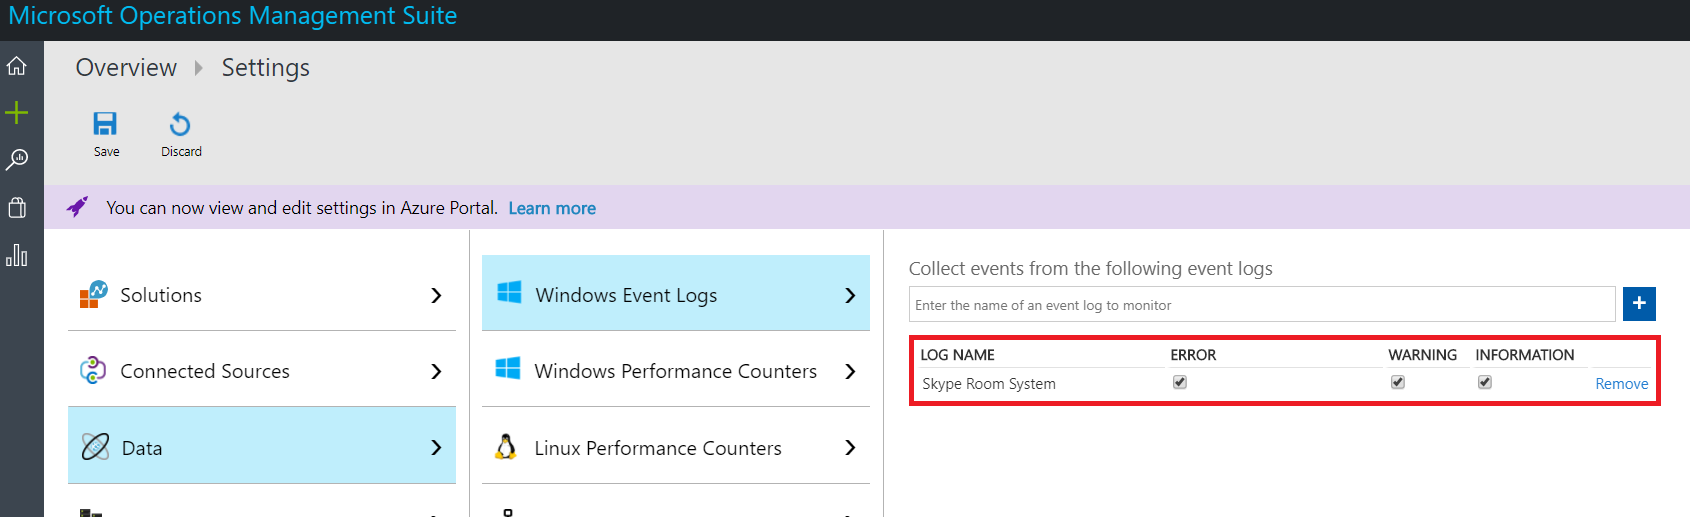 Microsoft Operations Management Suite
Overview Settings
Save Discard
You can now view and edit settings in Azure Portal. Learn more
Solutions
Connected Sources
Data
Windows Event Logs
Windows Performance Counters
Linux Performance Counters
Collect events from the following event logs
Enter the name of an event log to monitor
LOG NAME ERROR WARNING INFORMATION
Skype Room System Remove